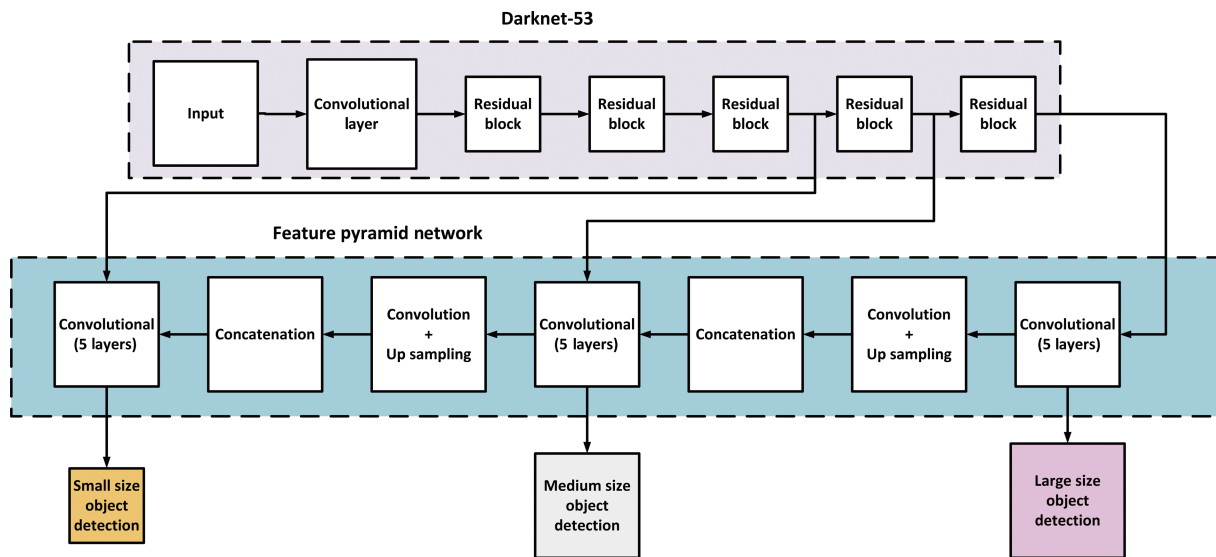 Darknet-53
Input
Convolutional
layer
Residual
block
Residual
block
Residual
block
Residual
block
Residual
block
Feature pyramid network
Convolutional
(5 layers)
Concatenation
Convolution
+
Up sampling
Convolutional
(5 layers)
Concatenation
Convolution
+
Up sampling
Convolutional
(5 layers)
Small size
object
detection
Medium size
object
detection
Large size
object
detection